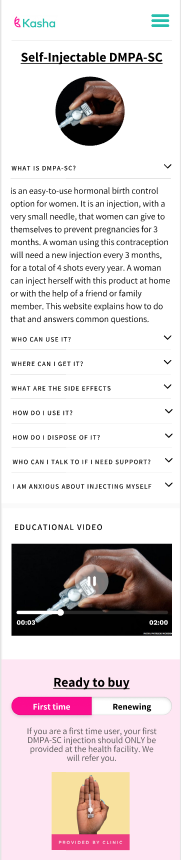 Kasha
Self-Injectable DMPA-SC
WHAT IS DMPA-SC?
is an easy-to-use hormonal birth control
option for women. It is an injection, with a
very small needle, that women can give to
themselves to prevent pregnancies for 3
months. A woman using this contraception
will need a new injection every 3 months,
for a total of 4 shots every year. A woman
can inject herself with this product at home
or with the help of a friend or family
member. This website explains how to do
that and answers common questions.
WHO CAN USE IT?
WHERE CAN I GET IT?
WHAT ARE THE SIDE EFFECTS
HOW DO I USE IT?
HOW DO I DISPOSE OF IT?
WHO CAN I TALK TO IF I NEED SUPPORT?
I AM ANXIOUS ABOUT INJECTING MYSELF
EDUCATIONAL VIDEO
00:03 02:00
Ready to buy
First time Renewing
If you are a first time user, your first
DMPA-SC injection should ONLY be
provided at the health facility. We
will refer you.
PROVIDED BY CLINIC